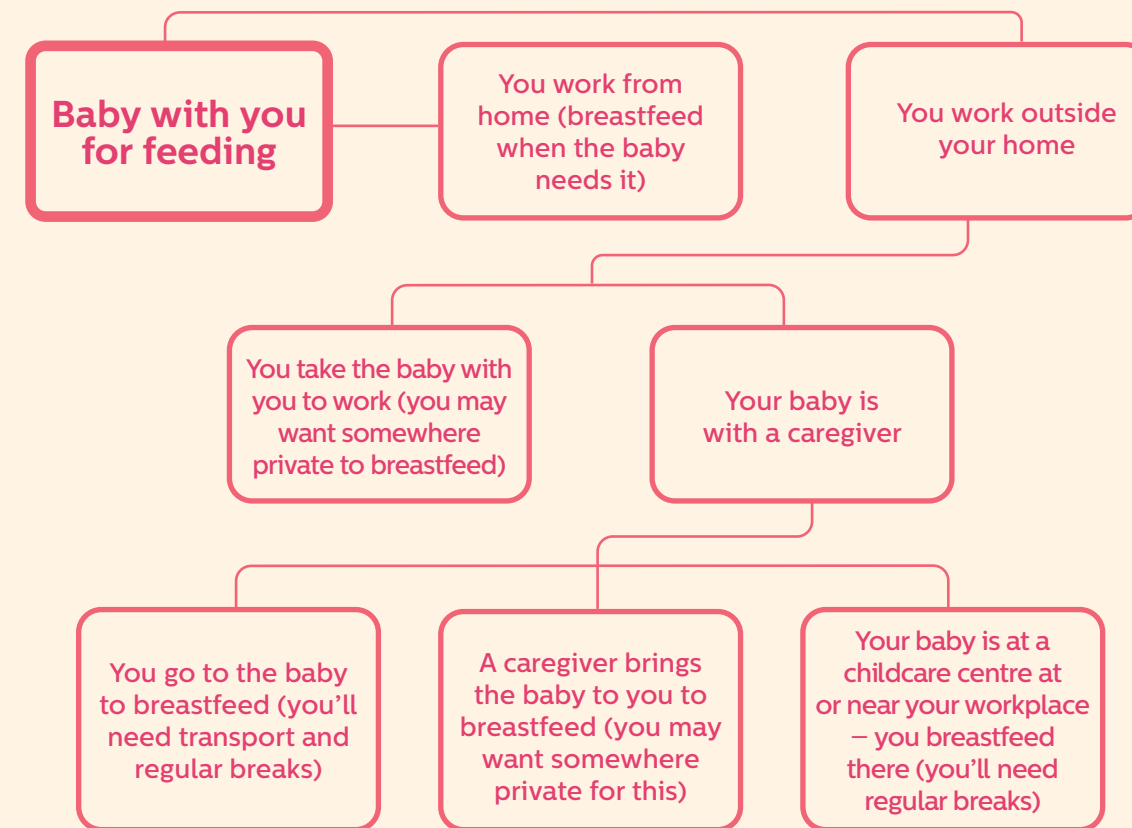 Baby with you
for feeding
You work from
home (breastfeed
when the baby
needs it)
You work outside
your home
You take the baby with
you to work (you may
want somewhere
private to breastfeed)
Your baby is
with a caregiver
You go to the baby
to breastfeed (you’ll
need transport and
regular breaks)
A caregiver brings
the baby to you to
breastfeed (you may
want somewhere
private for this)
Your baby is at a
childcare centre at
or near your workplace
– you breastfeed
there (you’ll need
regular breaks)